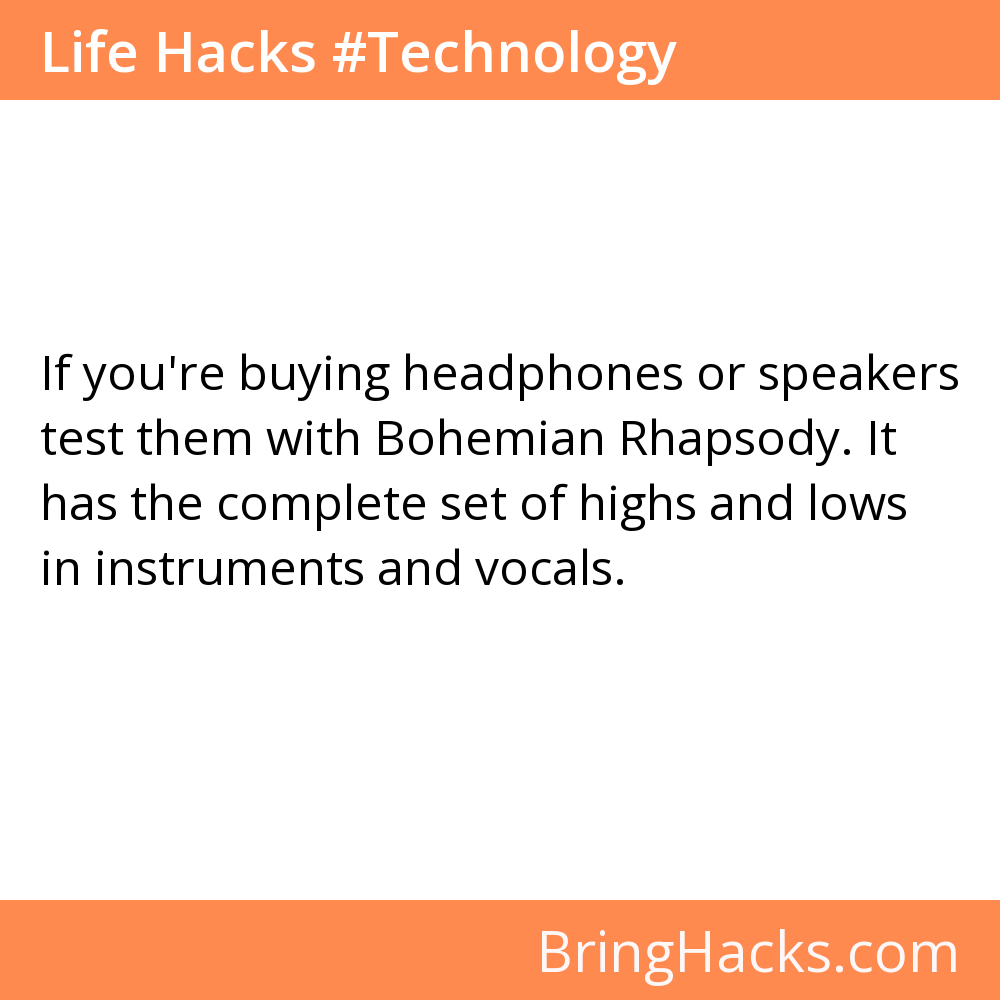 Life Hacks #Technology
If you're buying headphones or speakers
test them with Bohemian Rhapsody. It
has the complete set of highs and lows
in instruments and vocals.
BringHacks.com